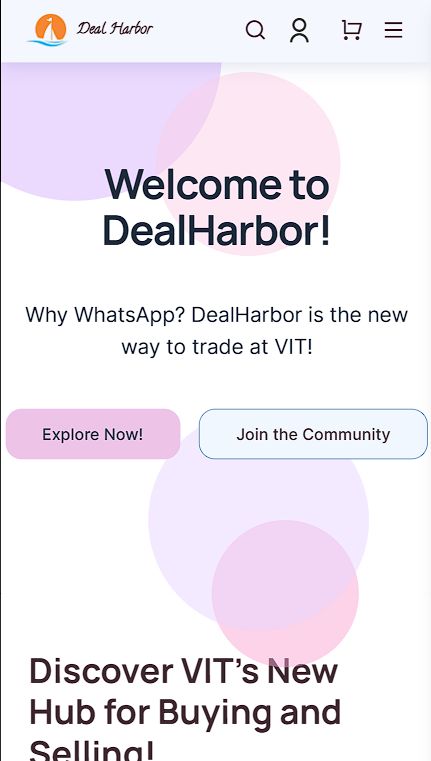 Deal Harbor
Welcome to
DealHarbor!
Why WhatsApp? DealHarbor is the new
way to trade at VIT!
Explore Now!
Join the Community
Discover VIT's New
Hub for Buying and
Selling!